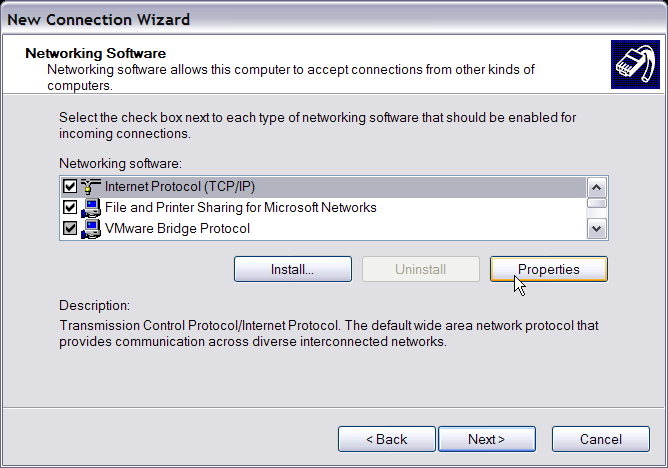 New Connection Wizard
Networking Software
Networking software allows this computer to accept connections from other kinds of
computers.
Select the check box next to each type of networking software that should be enabled for
incoming connections.
Networking software:
Internet Protocol (TCP/IP)
File and Printer Sharing for Microsoft Networks
VMware Bridge Protocol
Install... Uninstall Properties
Description:
Transmission Control Protocol/Internet Protocol. The default wide area network protocol that
provides communication across diverse interconnected networks.
< Back Next > Cancel